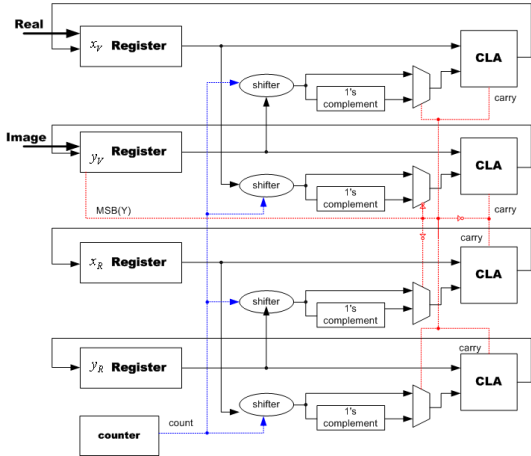 Real
x_V Register
CLA
shifter
1's
complement
carry
Image
y_V Register
CLA
shifter
1's
complement
MSB(Y)
carry
carry
x_R Register
CLA
shifter
1's
complement
carry
y_R Register
CLA
shifter
1's
complement
count
counter